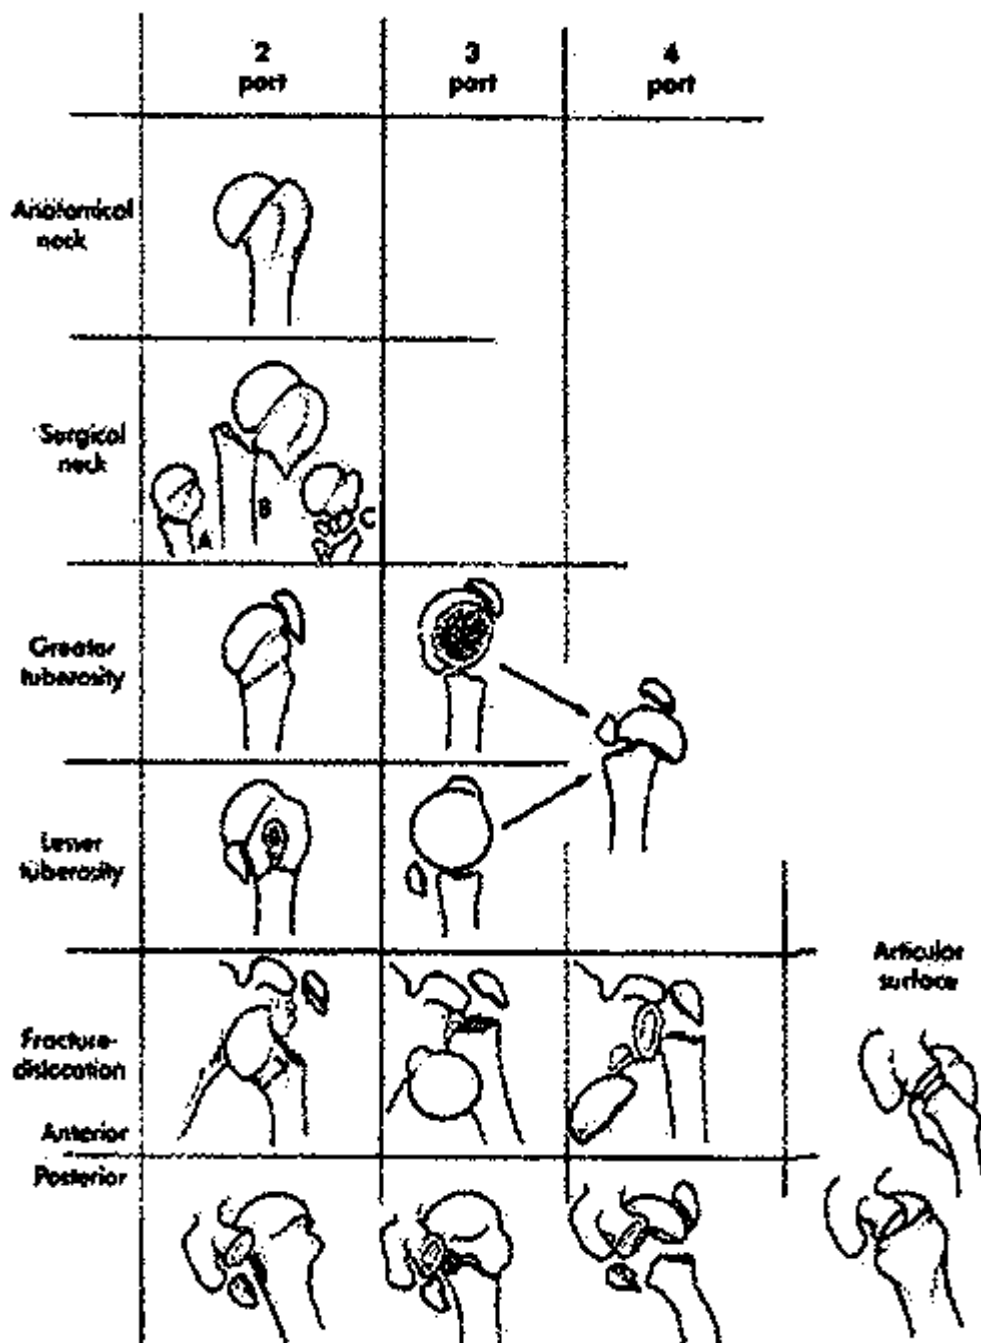 2
part
3
part
4
part
Anatomical
neck
Surgical
neck
A
B
C
Greater
tuberosity
Lesser
tuberosity
Articular
surface
Fracture-
dislocation
Anterior
Posterior